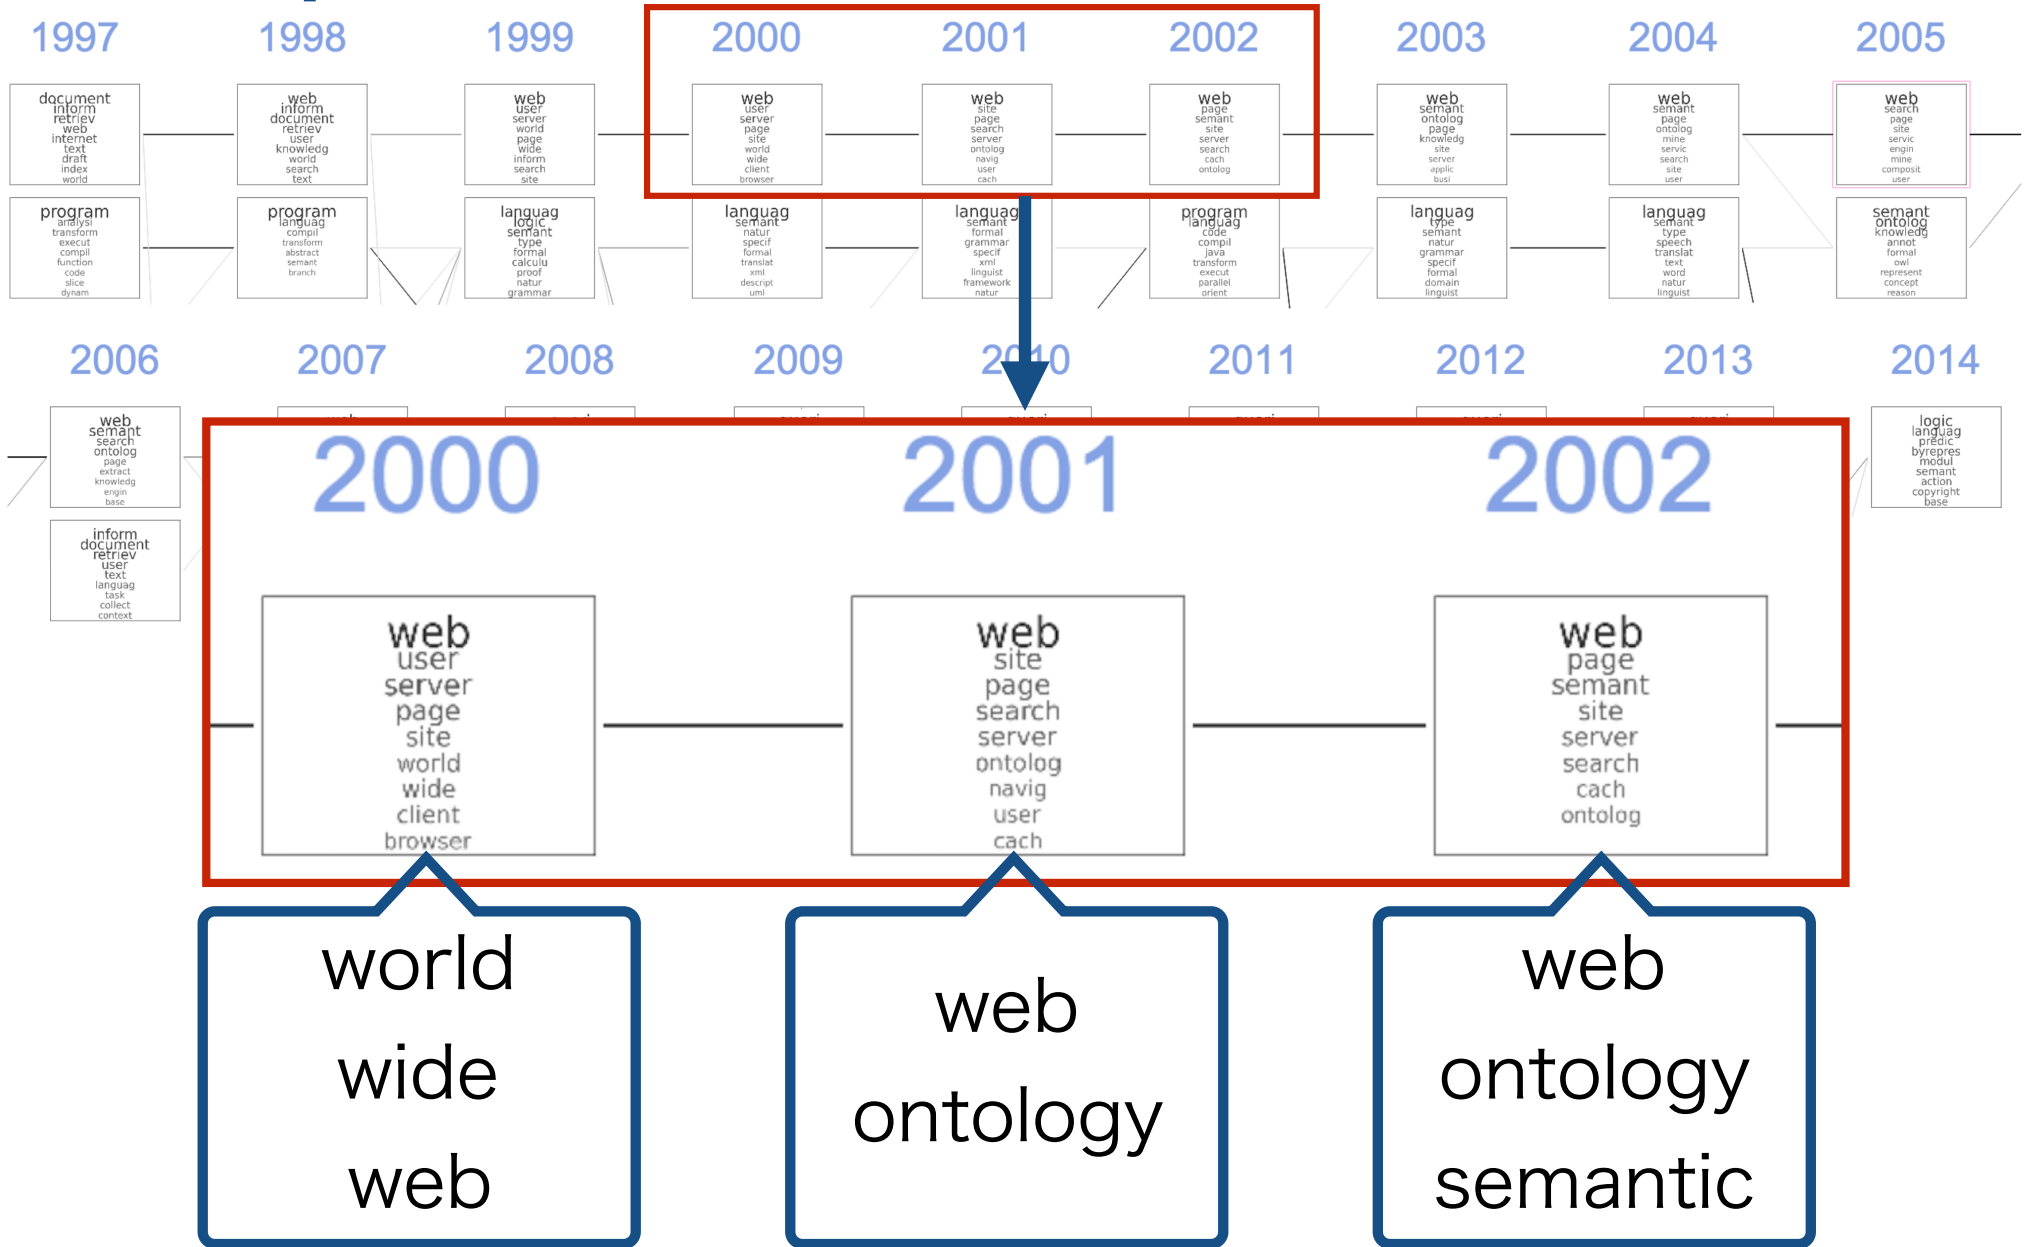 1997 1998 1999 2000 2001 2002 2003 2004 2005
document
inform
retriev
web
internet
text
draft
index
world
web
inform
document
retriev
user
knowledg
world
search
text
web
user
server
world
page
wide
inform
search
site
web
user
server
page
site
world
wide
client
browser
web
site
page
search
server
ontolog
navig
user
cach
web
page
semant
site
server
search
cach
ontolog
web
semant
ontolog
page
knowledg
site
server
applic
busi
web
semant
page
ontolog
mine
servic
search
site
user
web
search
page
site
servic
engin
mine
composit
user
program
analysi
transform
execut
compil
function
code
slice
dynam
program
languag
compil
transform
abstract
semant
branch
languag
logic
semant
type
formal
calculu
proof
natur
grammar
languag
semant
natur
specif
formal
translat
xml
descript
uml
languag
semant
formal
grammar
specif
xml
linguist
framework
natur
program
languag
code
compil
java
transform
execut
parallel
orient
languag
type
semant
natur
grammar
specif
formal
domain
linguist
languag
semant
type
speech
translat
text
word
natur
linguist
semant
ontolog
knowledg
annot
formal
owl
represent
concept
reason
2006 2007 2008 2009 2010 2011 2012 2013 2014
web
semant
search
ontolog
page
extract
knowledg
engin
base
inform
document
retriev
user
text
languag
task
collect
context
logic
languag
predic
byrepres
modul
semant
action
copyright
base
2000 2001 2002
web
user
server
page
site
world
wide
client
browser
web
site
page
search
server
ontolog
navig
user
cach
web
page
semant
site
server
search
cach
ontolog
world
wide
web
web
ontology
web
ontology
semantic